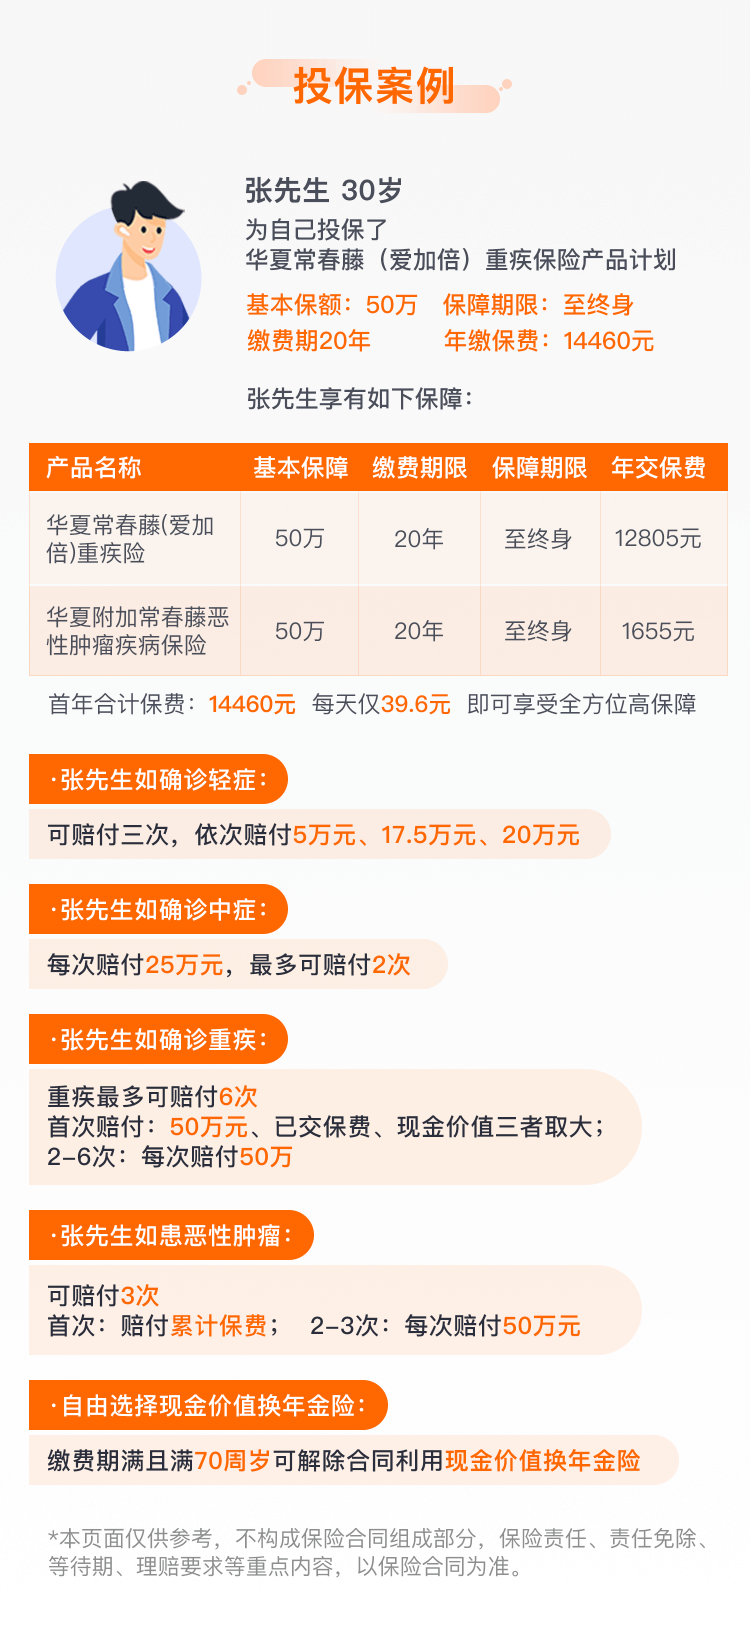 投保案例
张先生 30岁
为自己投保了
华夏常春藤（爱加倍）重疾保险产品计划
基本保额：50万 保障期限：至终身
缴费期20年 年缴保费：14460元
张先生享有如下保障：
产品名称 基本保障 缴费期限 保障期限 年交保费
华夏常春藤(爱加
倍)重疾险 50万 20年 至终身 12805元
华夏附加常春藤恶
性肿瘤疾病保险 50万 20年 至终身 1655元
首年合计保费：14460元 每天仅39.6元 即可享受全方位高保障
·张先生如确诊轻症：
可赔付三次，依次赔付5万元、17.5万元、20万元
·张先生如确诊中症：
每次赔付25万元，最多可赔付2次
·张先生如确诊重疾：
重疾最多可赔付6次
首次赔付：50万元、已交保费、现金价值三者取大；
2-6次：每次赔付50万
·张先生如患恶性肿瘤：
可赔付3次
首次：赔付累计保费； 2-3次：每次赔付50万元
·自由选择现金价值换年金险：
缴费期满且满70周岁可解除合同利用现金价值换年金险
*本页面仅供参考，不构成保险合同组成部分，保险责任、责任免除、
等待期、理赔要求等重点内容，以保险合同为准。